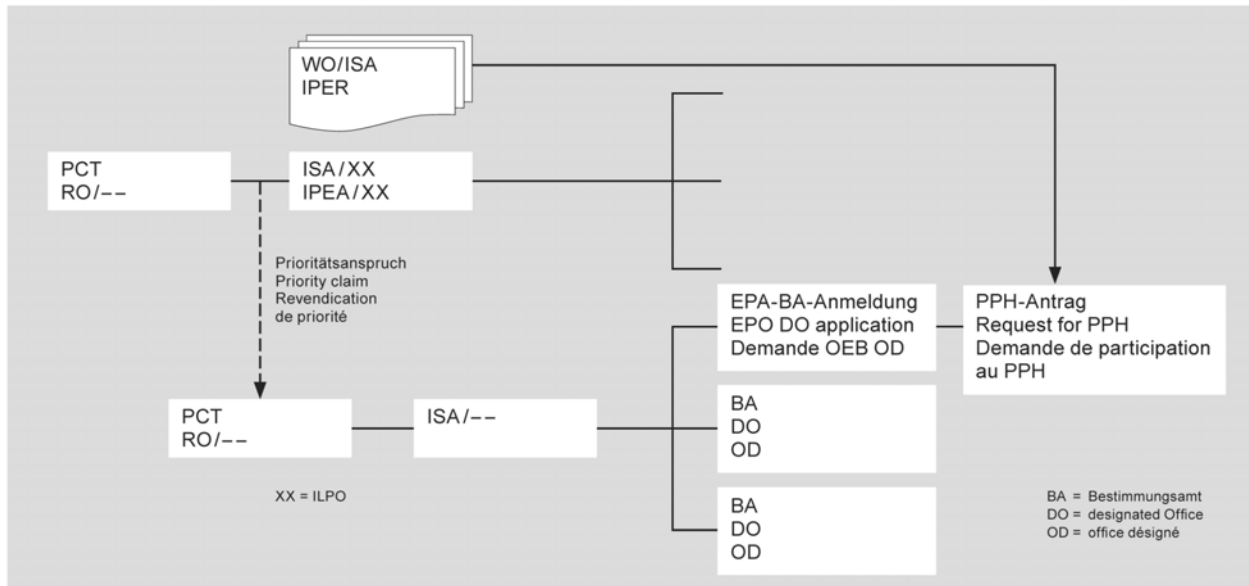 WO/ISA
IPER
PCT
RO/––
ISA/XX
IPEA/XX
Prioritätsanspruch
Priority claim
Revendication
de priorité
EPA-BA-Anmeldung
EPO DO application
Demande OEB OD
PPH-Antrag
Request for PPH
Demande de participation
au PPH
PCT
RO/––
ISA/––
BA
DO
OD
XX = ILPO
BA
DO
OD
BA = Bestimmungsamt
DO = designated Office
OD = office désigné